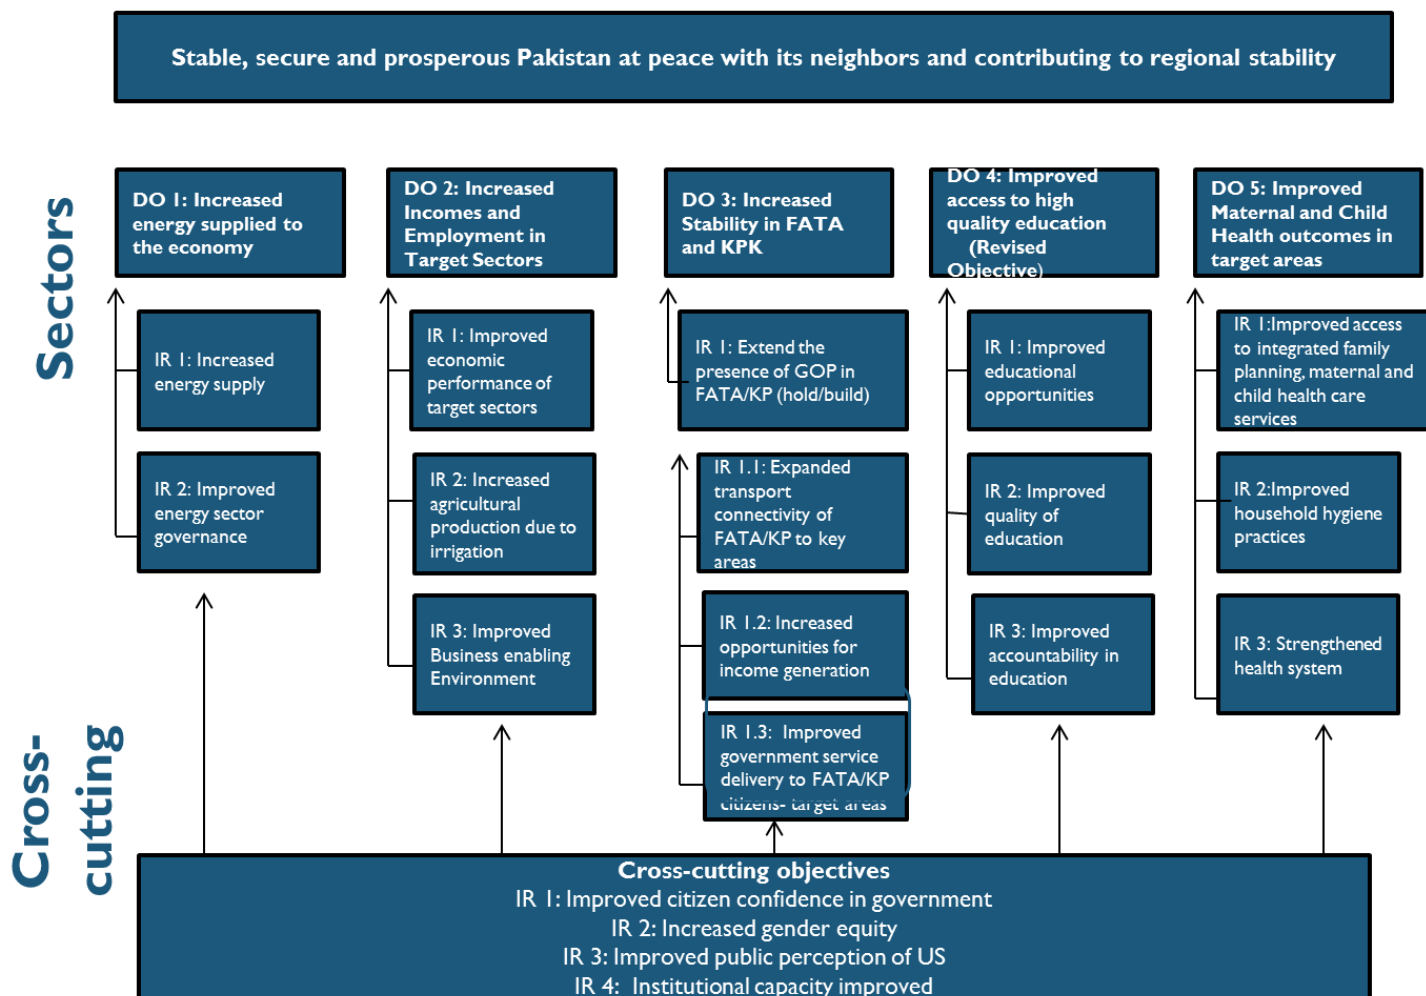 Stable, secure and prosperous Pakistan at peace with its neighbors and contributing to regional stability
Sectors
DO 1: Increased
energy supplied to
the economy
IR 1: Increased
energy supply
IR 2: Improved
energy sector
governance
DO 2: Increased
Incomes and
Employment in
Target Sectors
IR 1: Improved
economic
performance of
target sectors
IR 2: Increased
agricultural
production due to
irrigation
IR 3: Improved
Business enabling
Environment
DO 3: Increased
Stability in FATA
and KPK
IR 1: Extend the
presence of GOP in
FATA/KP (hold/build)
IR 1.1: Expanded
transport
connectivity of
FATA/KP to key
areas
IR 1.2: Increased
opportunities for
income generation
IR 1.3: Improved
government service
delivery to FATA/KP
citizens- target areas
DO 4: Improved
access to high
quality education
(Revised
Objective)
IR 1: Improved
educational
opportunities
IR 2: Improved
quality of
education
IR 3: Improved
accountability in
education
DO 5: Improved
Maternal and Child
Health outcomes in
target areas
IR 1:Improved access
to integrated family
planning, maternal and
child health care
services
IR 2:Improved
household hygiene
practices
IR 3: Strengthened
health system
Cross-
cutting
Cross-cutting objectives
IR 1: Improved citizen confidence in government
IR 2: Increased gender equity
IR 3: Improved public perception of US
IR 4: Institutional capacity improved